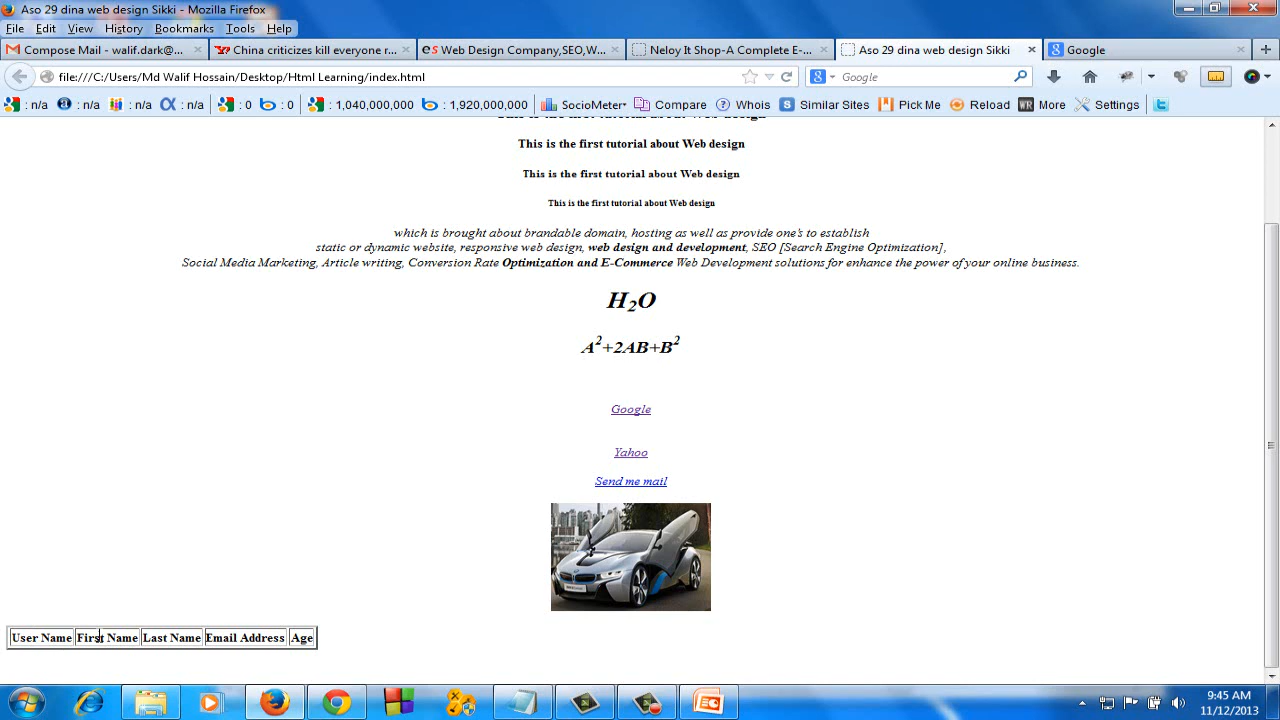 Aso 29 dina web design Sikki - Mozilla Firefox
File Edit View History Bookmarks Tools Help
Compose Mail - walif.dark@... China criticizes kill everyone r... Web Design Company,SEO,W... Neloy It Shop-A Complete E-... Aso 29 dina web design Sikki Google
file:///C:/Users/Md Walif Hossain/Desktop/Html Learning/index.html Google
: n/a : n/a : n/a : n/a : 0 : 0 : 1,040,000,000 : 1,920,000,000 SocioMeter Compare Whois Similar Sites Pick Me Reload More Settings
This is the first tutorial about Web design
This is the first tutorial about Web design
This is the first tutorial about Web design
This is the first tutorial about Web design
which is brought about brandable domain, hosting as well as provide one's to establish
static or dynamic website, responsive web design, web design and development, SEO [Search Engine Optimization],
Social Media Marketing, Article writing, Conversion Rate Optimization and E-Commerce Web Development solutions for enhance the power of your online business.
H₂O
A²+2AB+B²
Google
Yahoo
Send me mail
User Name First Name Last Name Email Address Age
9:45 AM
11/12/2013